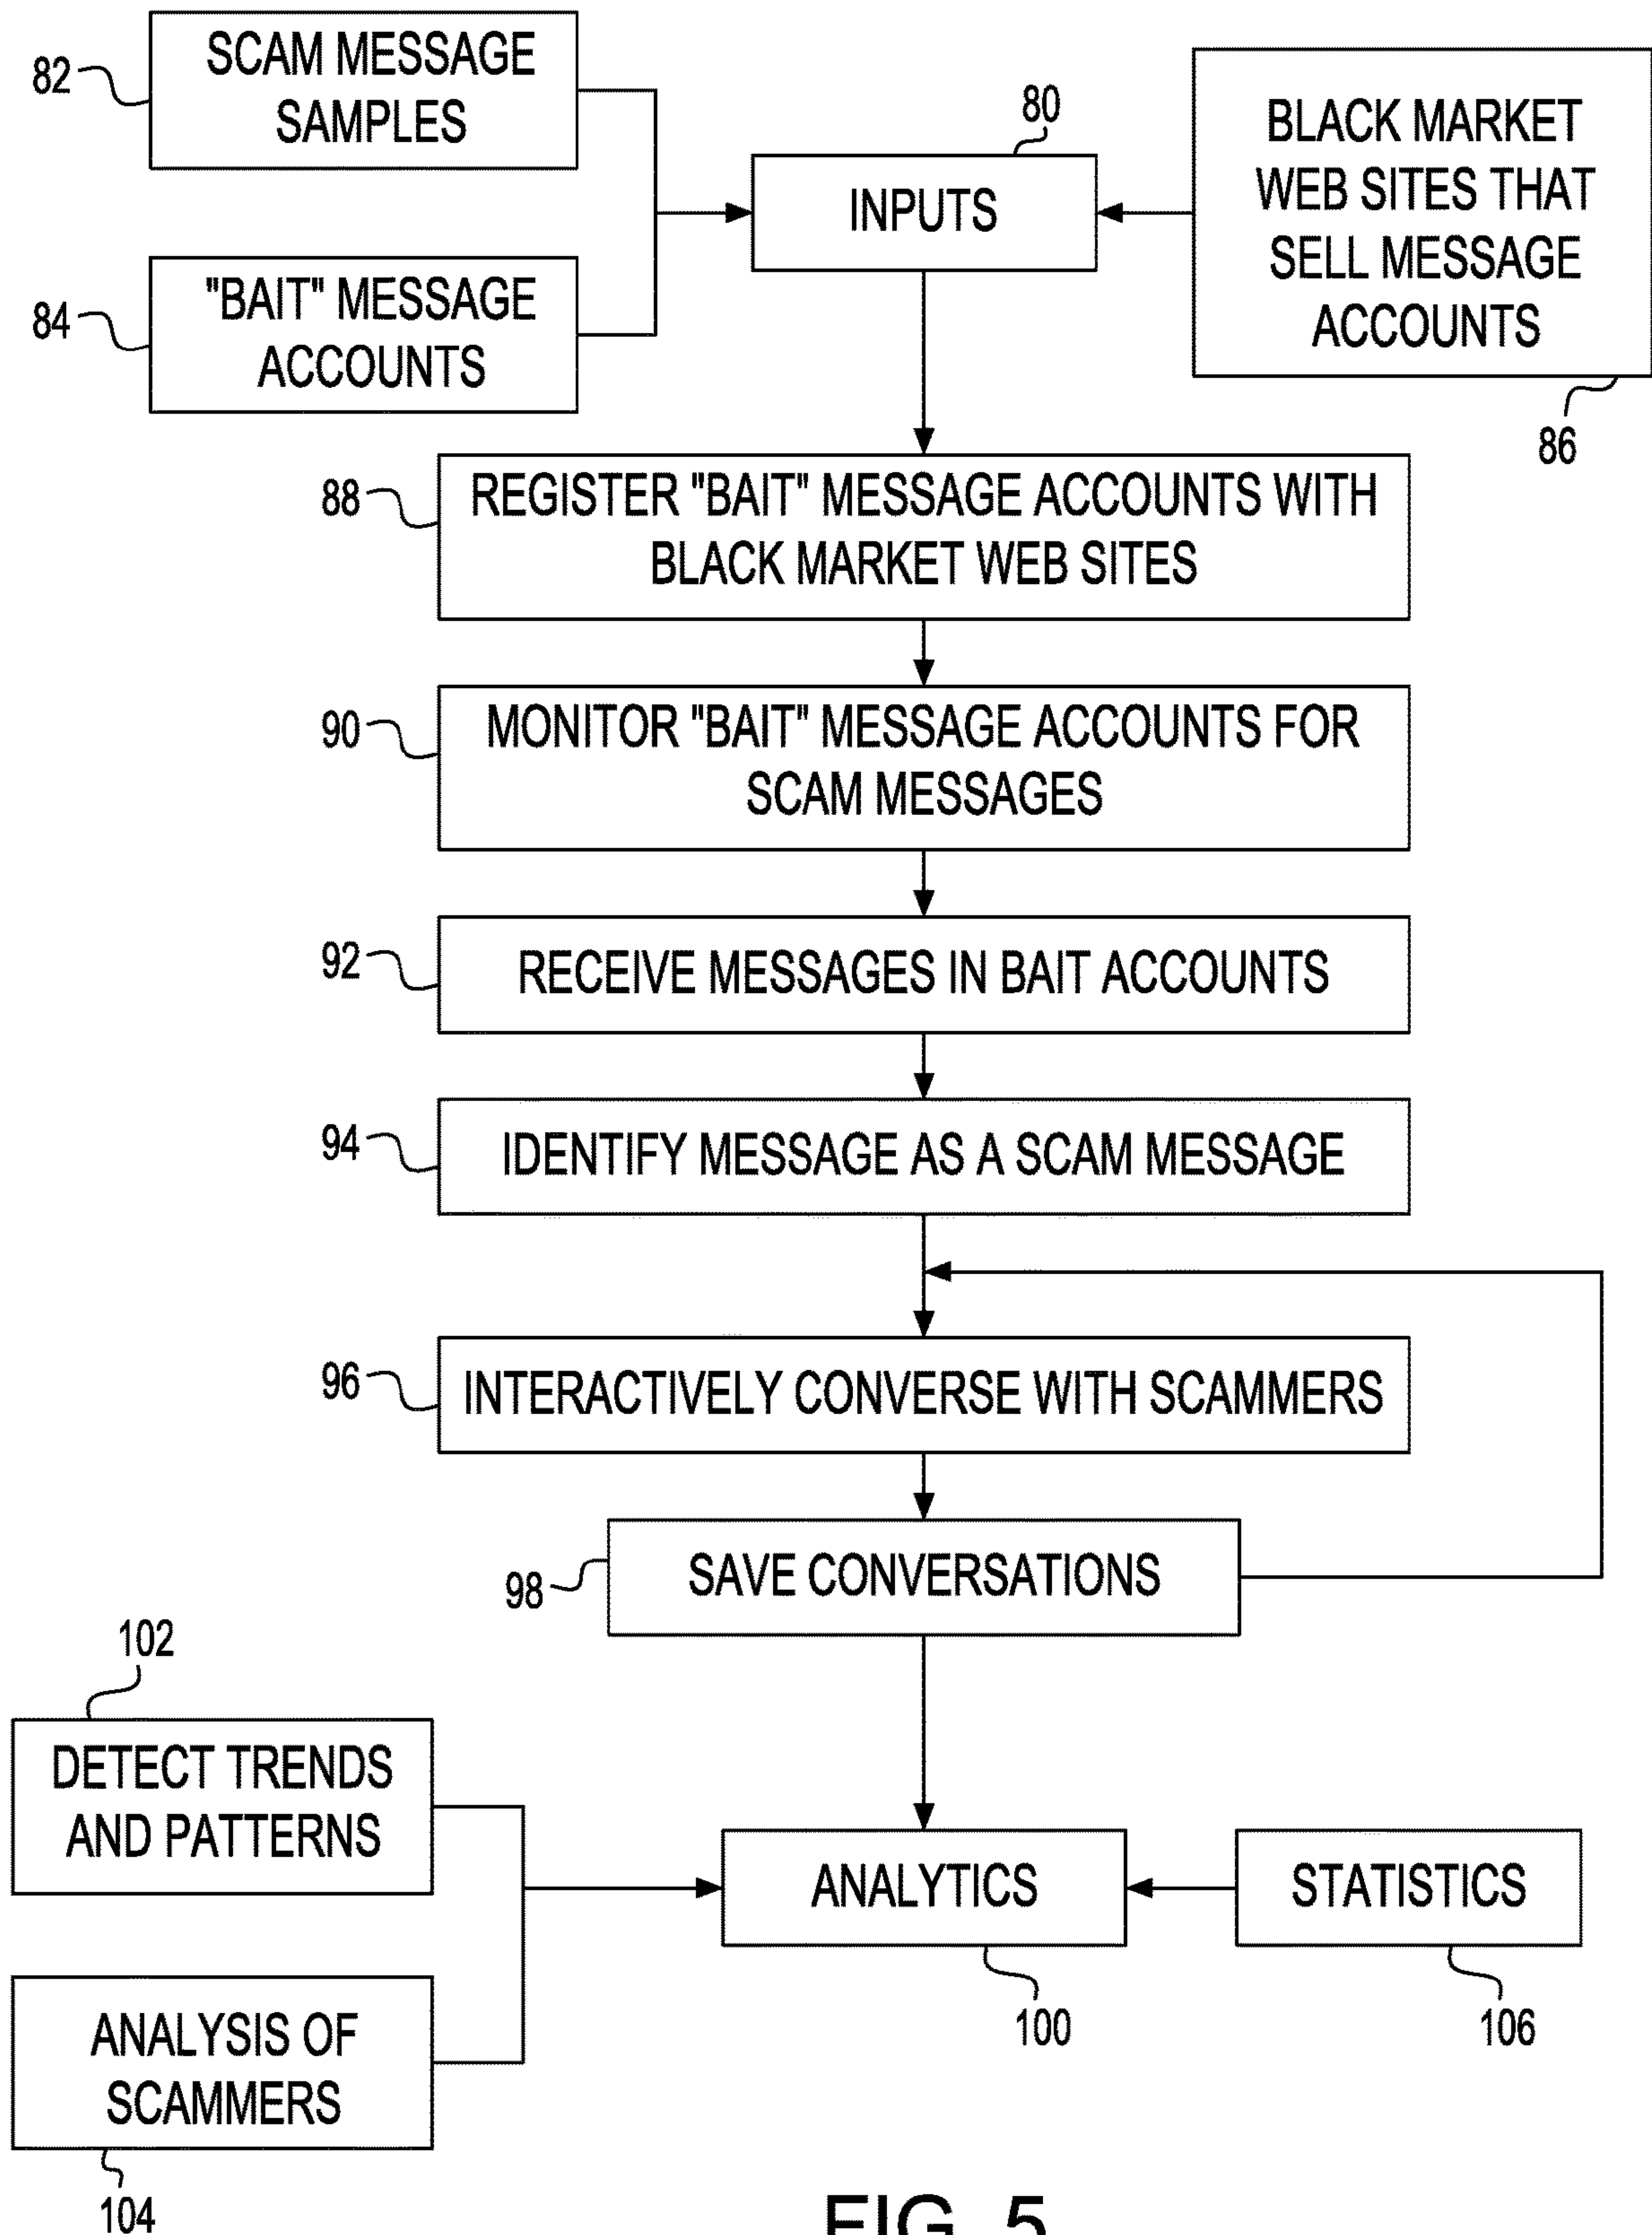 82
SCAM MESSAGE
SAMPLES
80
INPUTS
BLACK MARKET
WEB SITES THAT
SELL MESSAGE
ACCOUNTS
86
84
"BAIT" MESSAGE
ACCOUNTS
88
REGISTER "BAIT" MESSAGE ACCOUNTS WITH
BLACK MARKET WEB SITES
90
MONITOR "BAIT" MESSAGE ACCOUNTS FOR
SCAM MESSAGES
92
RECEIVE MESSAGES IN BAIT ACCOUNTS
94
IDENTIFY MESSAGE AS A SCAM MESSAGE
96
INTERACTIVELY CONVERSE WITH SCAMMERS
98
SAVE CONVERSATIONS
102
DETECT TRENDS
AND PATTERNS
ANALYTICS
100
STATISTICS
106
ANALYSIS OF
SCAMMERS
104
FIG. 5